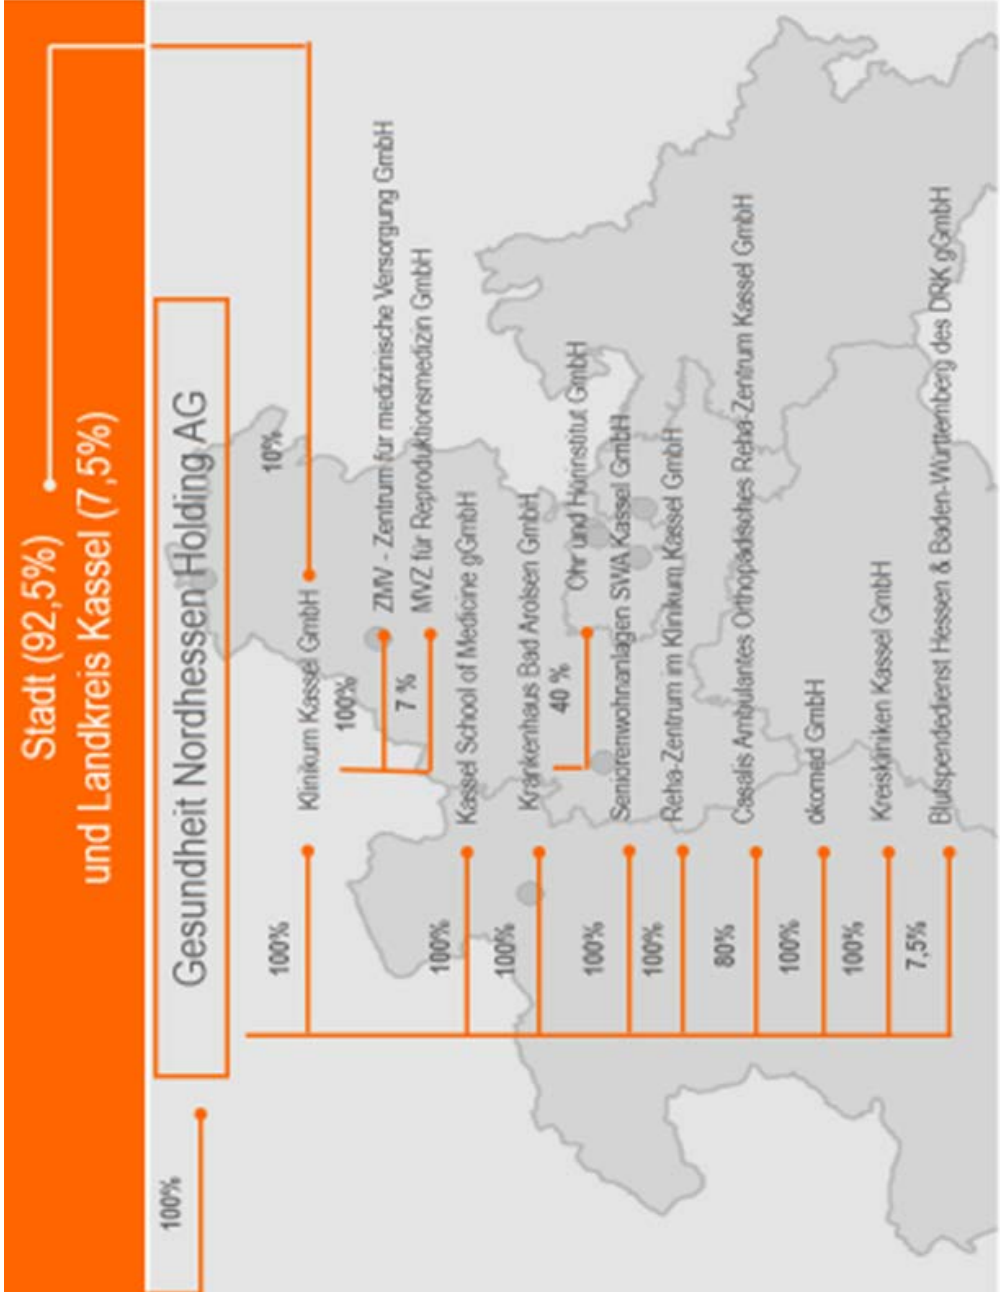 Stadt (92,5%)
und Landkreis Kassel (7,5%)
100%
Gesundheit Nordhessen Holding AG
10%
100%
Klinikum Kassel GmbH
100%
ZMV - Zentrum für medizinische Versorgung GmbH
7 %
MVZ für Reproduktionsmedizin GmbH
100%
Kassel School of Medicine gGmbH
100%
Krankenhaus Bad Arolsen GmbH
40 %
Ohr und Hörinstitut GmbH
100%
Seniorenwohnanlagen SWA Kassel GmbH
100%
Reha-Zentrum im Klinikum Kassel GmbH
80%
Casalis Ambulantes Orthopädisches Reha-Zentrum Kassel GmbH
100%
ökomed GmbH
100%
Kreiskliniken Kassel GmbH
7,5%
Blutspendedienst Hessen & Baden-Württemberg des DRK gGmbH